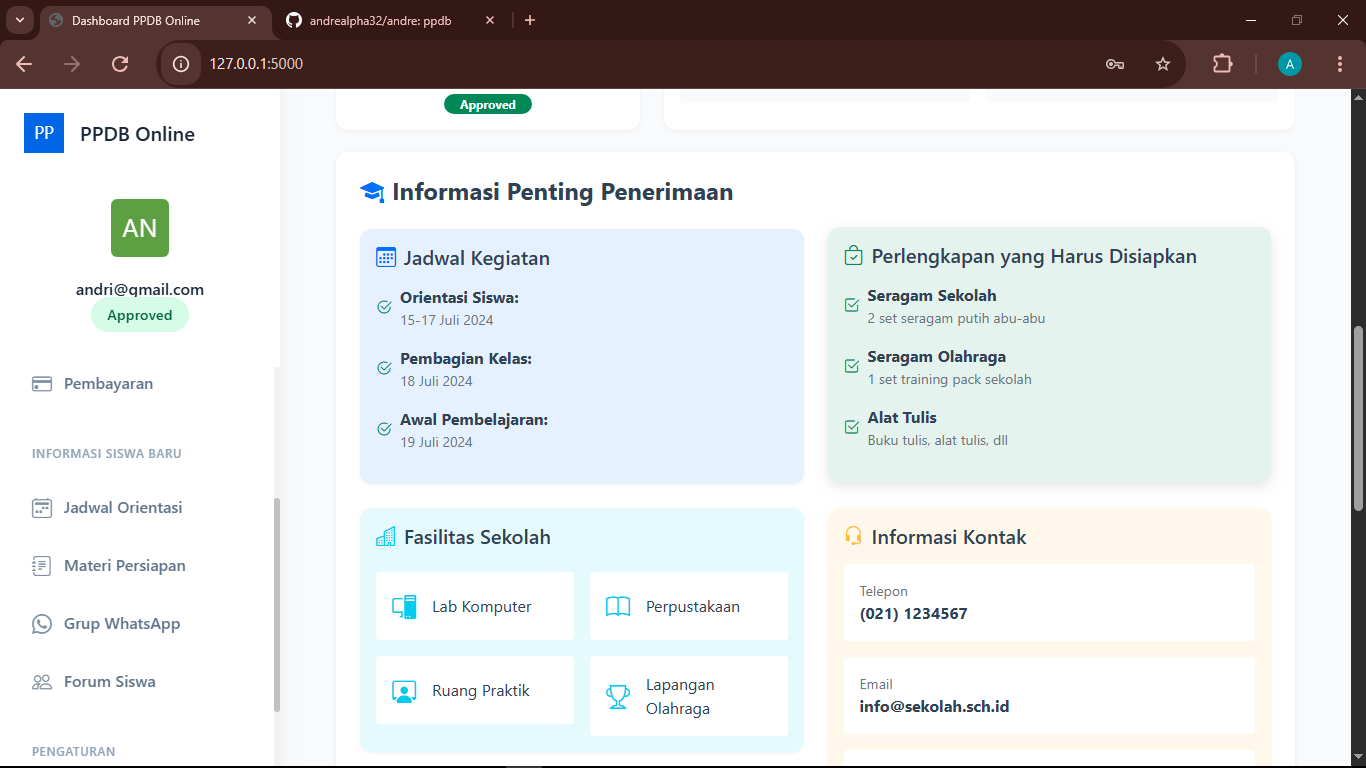 Dashboard PPDB Online
andrealpha32/andre: ppdb
127.0.0.1:5000
A
PP
PPDB Online
AN
andri@gmail.com
Approved
Pembayaran
INFORMASI SISWA BARU
Jadwal Orientasi
Materi Persiapan
Grup WhatsApp
Forum Siswa
PENGATURAN
Approved
Informasi Penting Penerimaan
Jadwal Kegiatan
Orientasi Siswa:
15-17 Juli 2024
Pembagian Kelas:
18 Juli 2024
Awal Pembelajaran:
19 Juli 2024
Perlengkapan yang Harus Disiapkan
Seragam Sekolah
2 set seragam putih abu-abu
Seragam Olahraga
1 set training pack sekolah
Alat Tulis
Buku tulis, alat tulis, dll
Fasilitas Sekolah
Lab Komputer
Perpustakaan
Ruang Praktik
Lapangan
Olahraga
Informasi Kontak
Telepon
(021) 1234567
Email
info@sekolah.sch.id